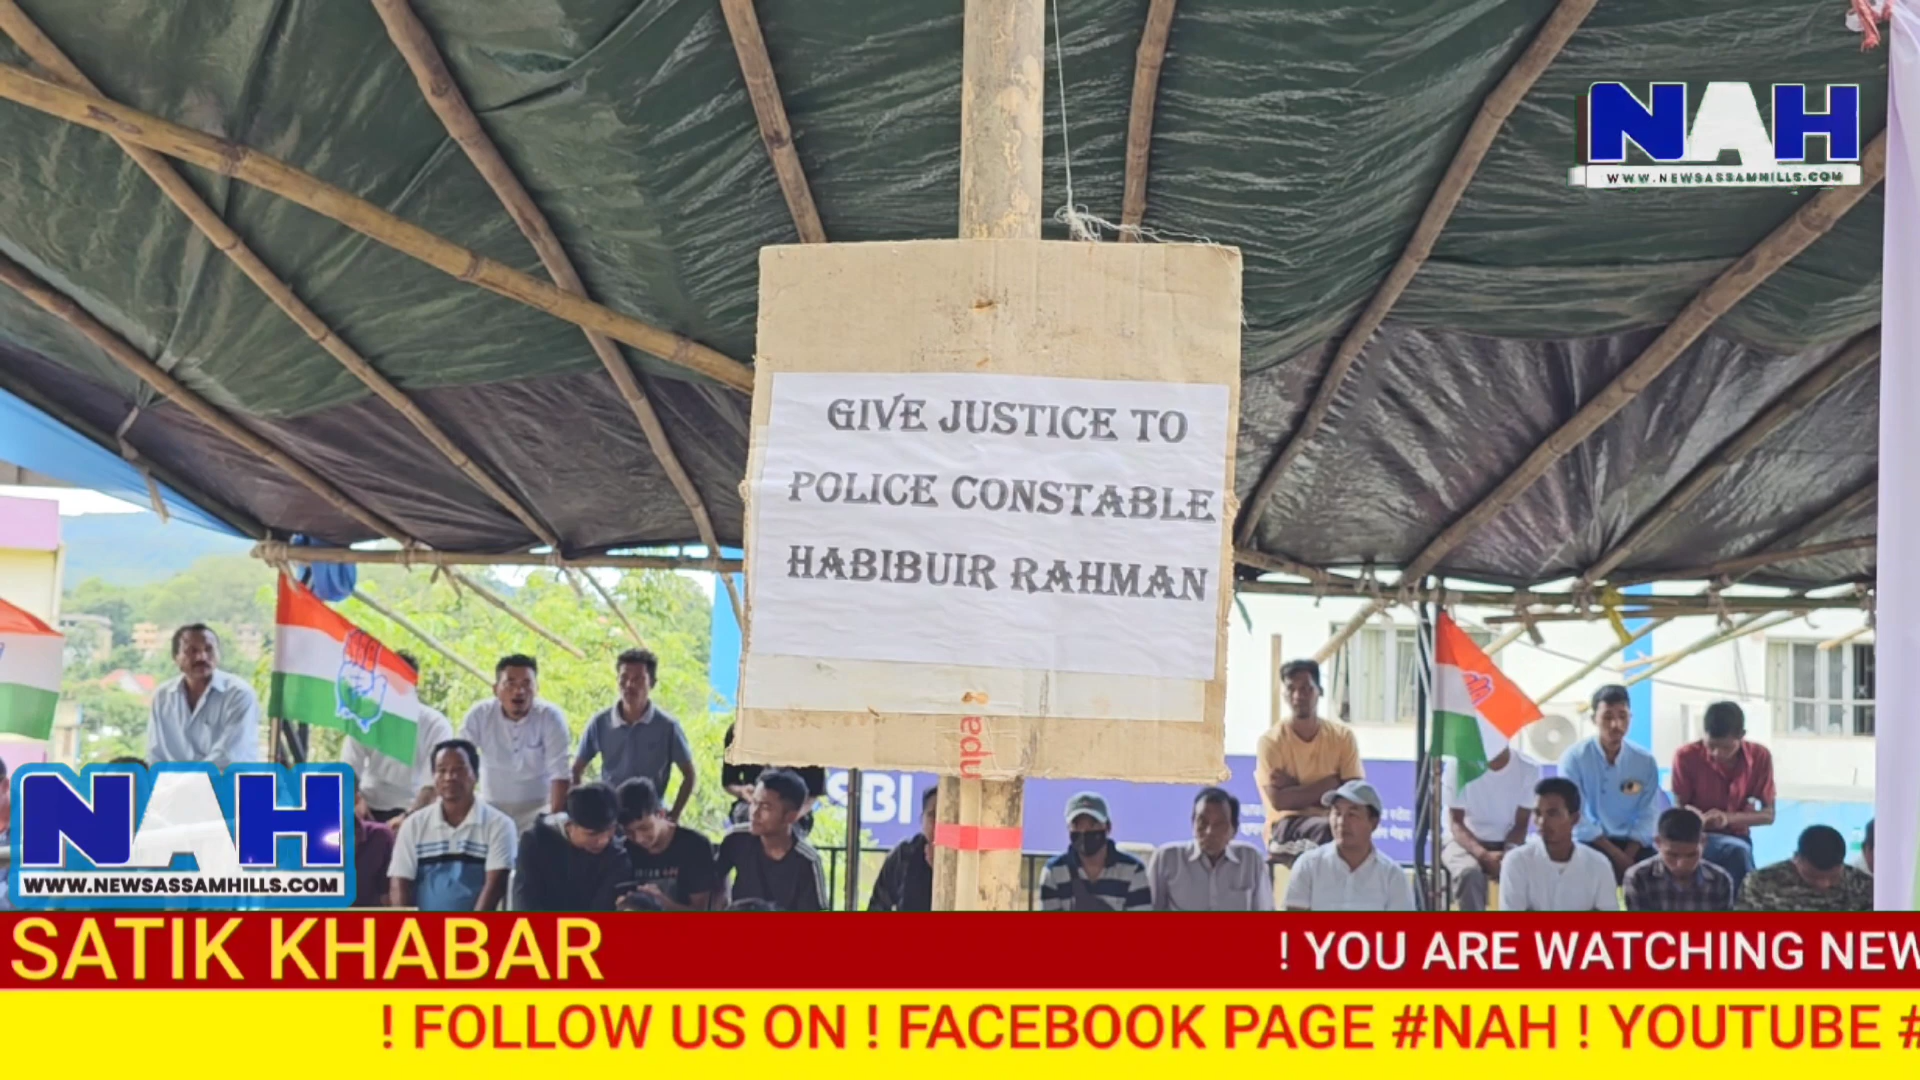 NAH
WWW.NEWSASSAMHILLS.COM
GIVE JUSTICE TO
POLICE CONSTABLE
HABIBUIR RAHMAN
SBI
NAH
WWW.NEWSASSAMHILLS.COM
SATIK KHABAR
! YOU ARE WATCHING NEW
! FOLLOW US ON ! FACEBOOK PAGE #NAH ! YOUTUBE #